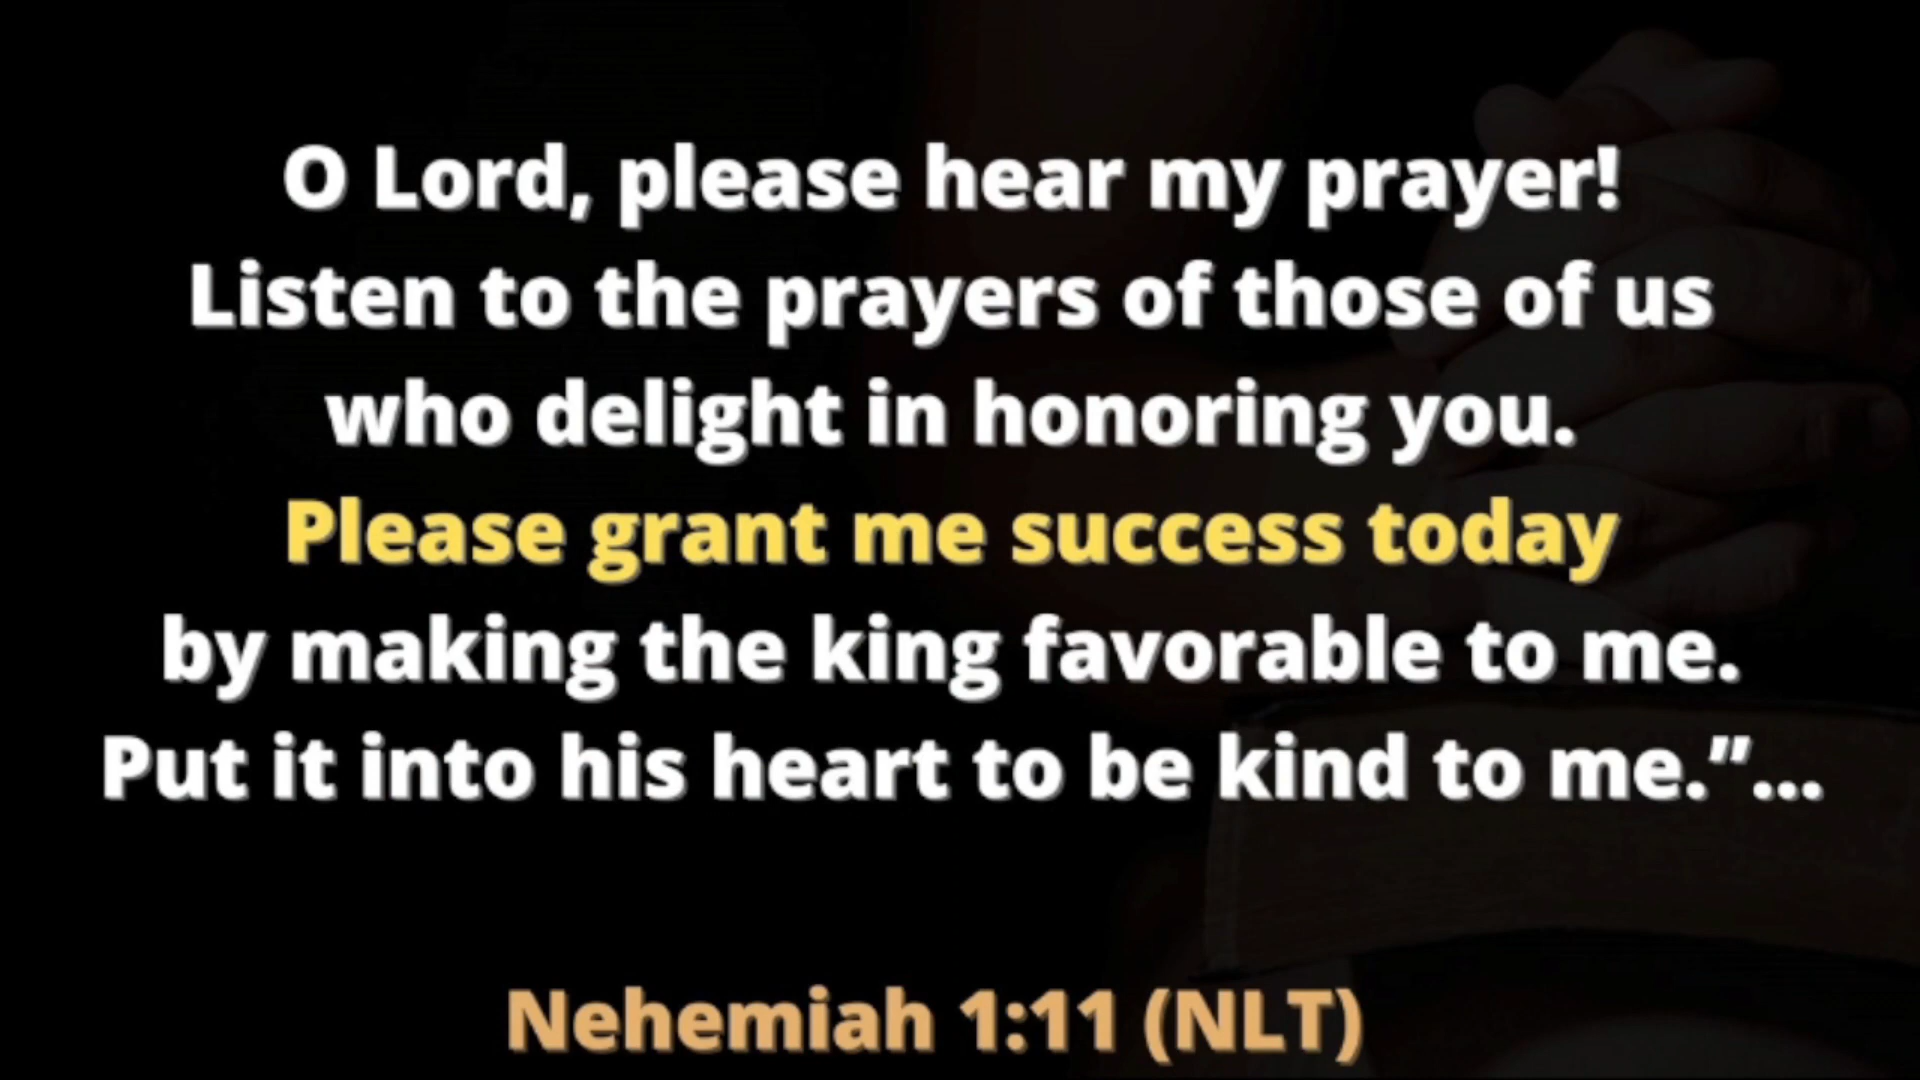 O Lord, please hear my prayer!
Listen to the prayers of those of us
who delight in honoring you.
Please grant me success today
by making the king favorable to me.
Put it into his heart to be kind to me."...
Nehemiah 1:11 (NLT)